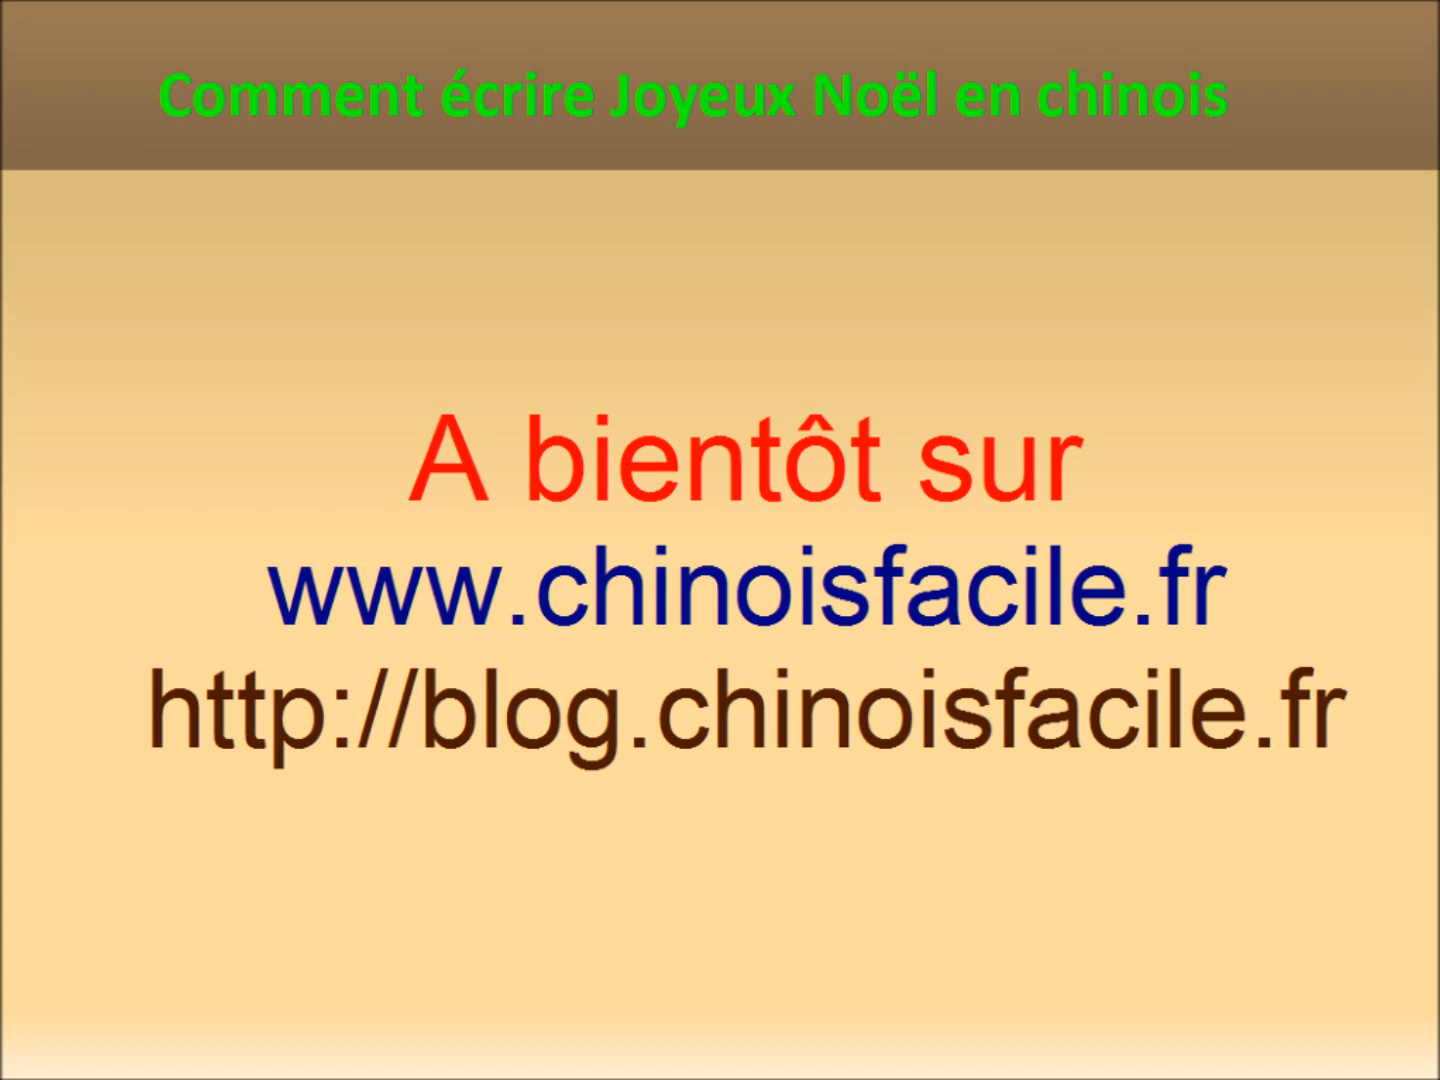 Comment écrire Joyeux Noël en chinois
A bientôt sur
www.chinoisfacile.fr
http://blog.chinoisfacile.fr